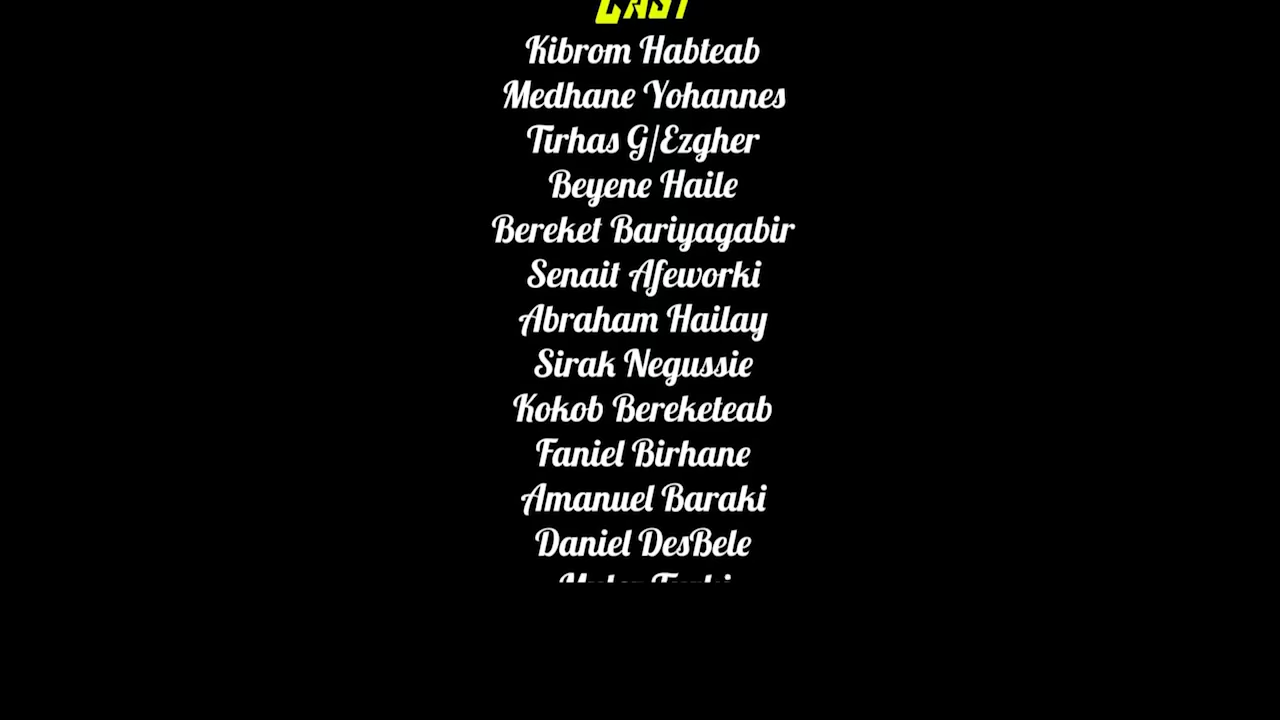 Cast
Kibrom Habteab
Medhane Yohannes
Tirhas G/Ezgher
Beyene Haile
Bereket Bariyagabir
Senait Afeworki
Abraham Hailay
Sirak Negussie
Kokob Bereketeab
Faniel Birhane
Amanuel Baraki
Daniel DesBele